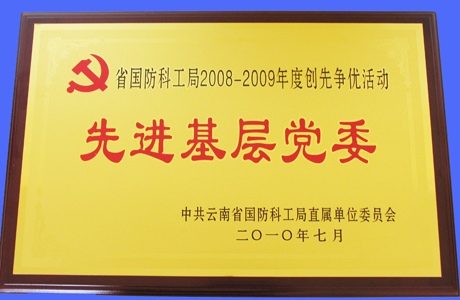 省国防科工局2008-2009年度创先争优活动
先进基层党委
中共云南省国防科工局直属单位委员会
二〇一〇年七月